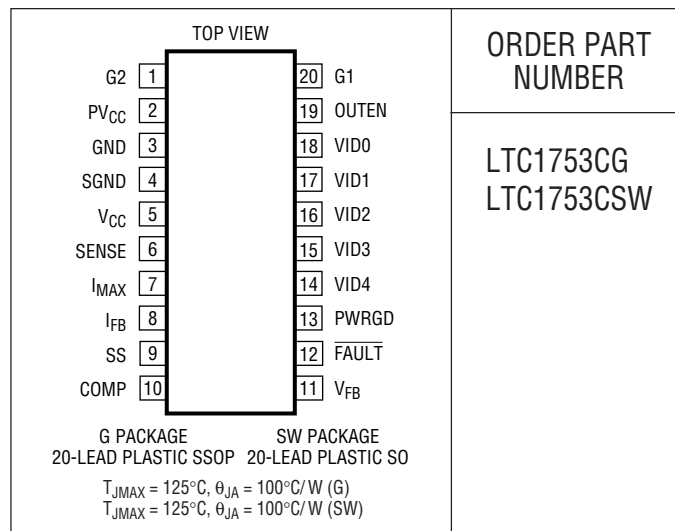 TOP VIEW
G2 1
PVCC 2
GND 3
SGND 4
VCC 5
SENSE 6
IMAX 7
IFB 8
SS 9
COMP 10
20 G1
19 OUTEN
18 VID0
17 VID1
16 VID2
15 VID3
14 VID4
13 PWRGD
12 FAULT
11 VFB
G PACKAGE
20-LEAD PLASTIC SSOP
SW PACKAGE
20-LEAD PLASTIC SO
TJMAX = 125°C, θJA = 100°C/ W (G)
TJMAX = 125°C, θJA = 100°C/ W (SW)
ORDER PART
NUMBER
LTC1753CG
LTC1753CSW